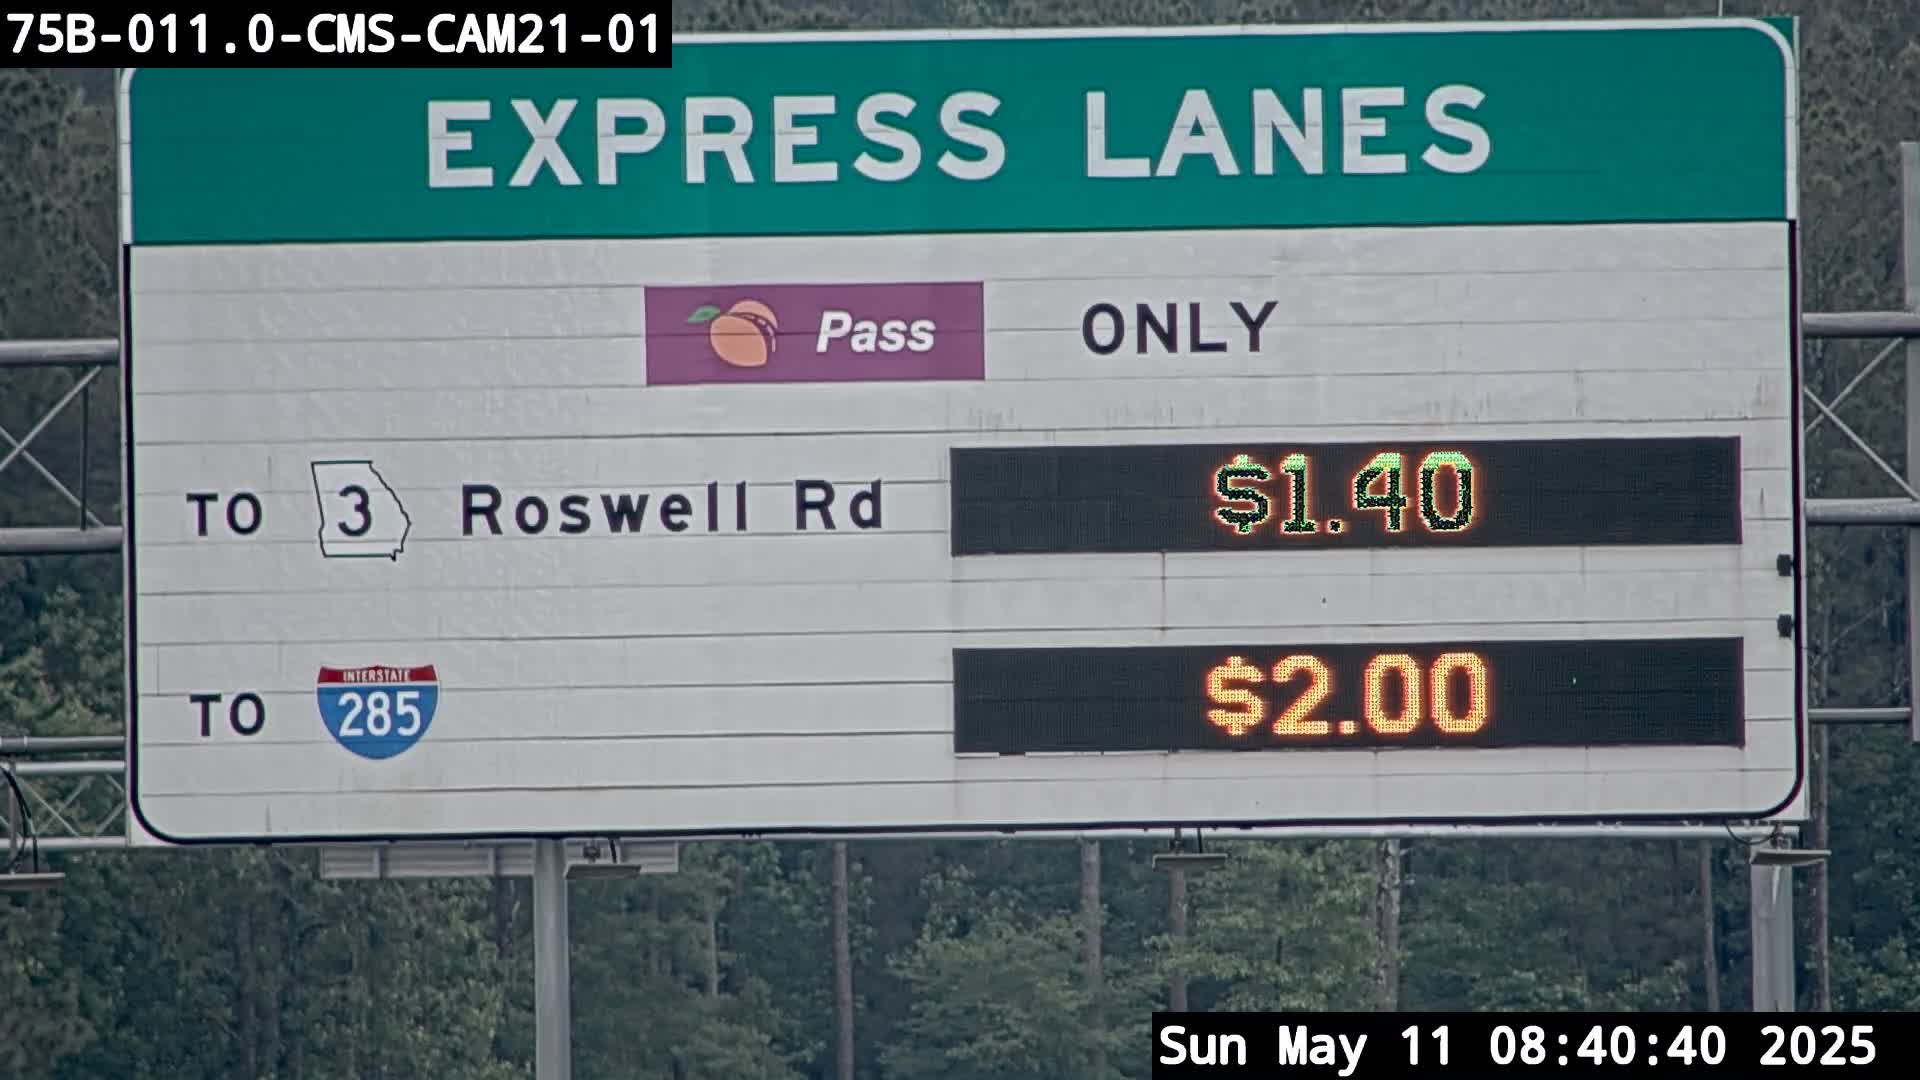 75B-011.0-CMS-CAM21-01
EXPRESS LANES
Pass ONLY
TO 3 Roswell Rd $1.40
TO INTERSTATE 285 $2.00
Sun May 11 08:40:40 2025